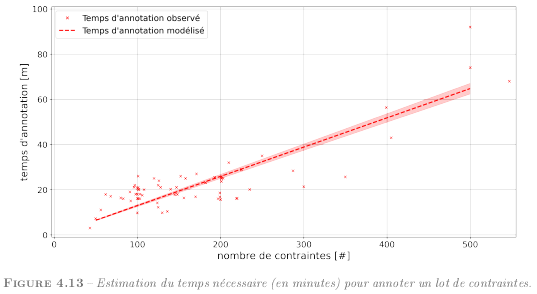 100
80
60
40
20
0
temps d'annotation [m]
× Temps d'annotation observé
--- Temps d'annotation modélisé
0 100 200 300 400 500
nombre de contraintes [#]
FIGURE 4.13 – Estimation du temps nécessaire (en minutes) pour annoter un lot de contraintes.